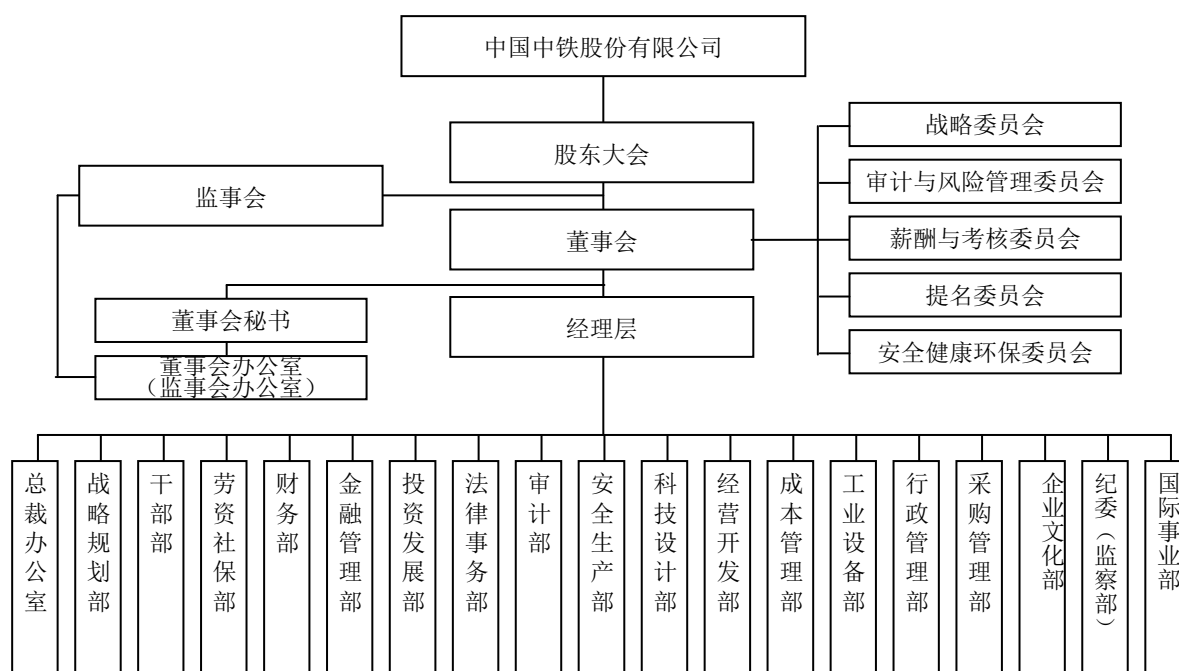 中国中铁股份有限公司
股东大会
监事会
董事会
董事会秘书
董事会办公室
（监事会办公室）
经理层
战略委员会
审计与风险管理委员会
薪酬与考核委员会
提名委员会
安全健康环保委员会
总裁办公室
战略规划部
干部部
劳资社保部
财务部
金融管理部
投资发展部
法律事务部
审计部
安全生产部
科技设计部
经营开发部
成本管理部
工业设备部
行政管理部
采购管理部
企业文化部
纪委（监察部）
国际事业部